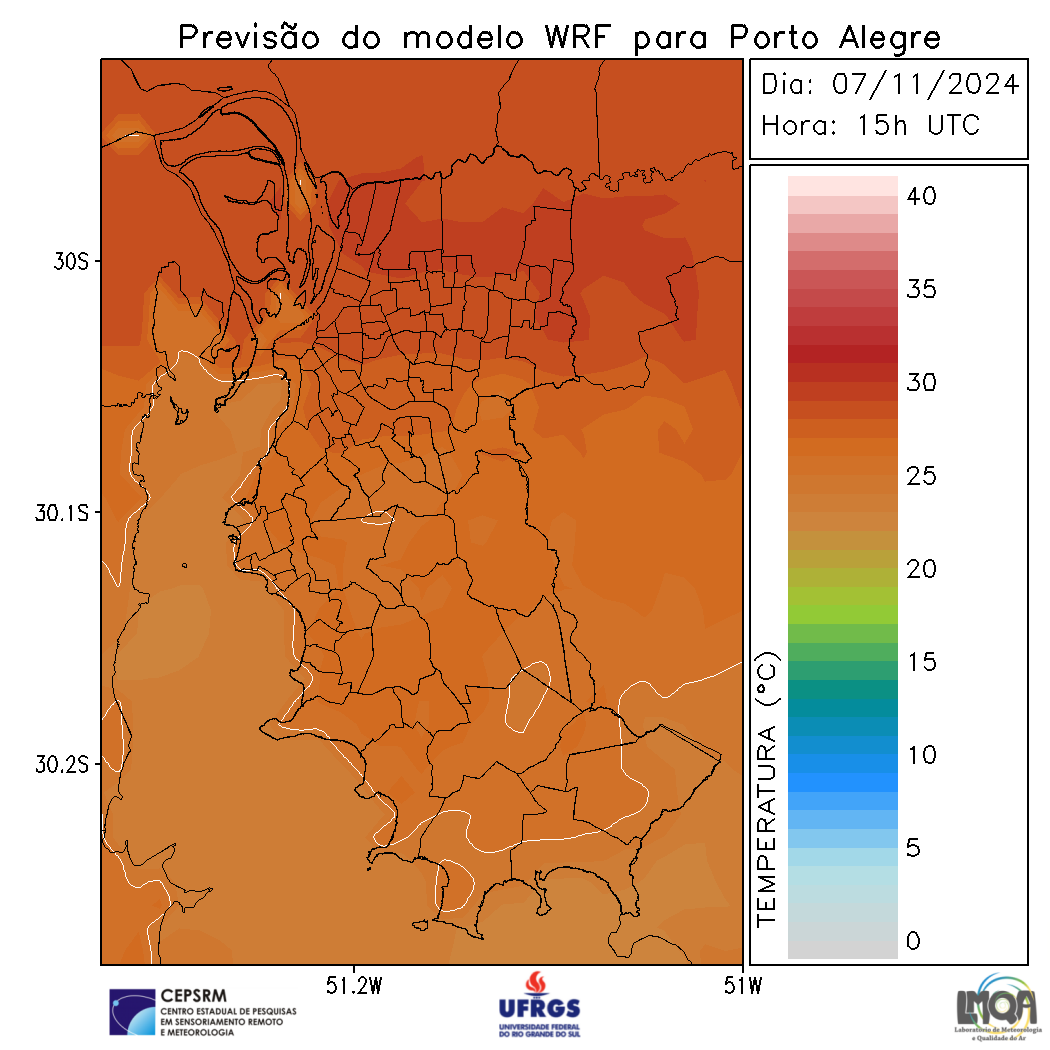 Previsão do modelo WRF para Porto Alegre
Dia: 07/11/2024
Hora: 15h UTC
40
35
30
25
20
15
10
5
0
TEMPERATURA (°C)
30S
30.1S
30.2S
51.2W
51W
CEPSRM
CENTRO ESTADUAL DE PESQUISAS
EM SENSORIAMENTO REMOTO
E METEOROLOGIA
UFRGS
UNIVERSIDADE FEDERAL
DO RIO GRANDE DO SUL
LMQA
Laboratório de Meteorologia
e Qualidade do Ar